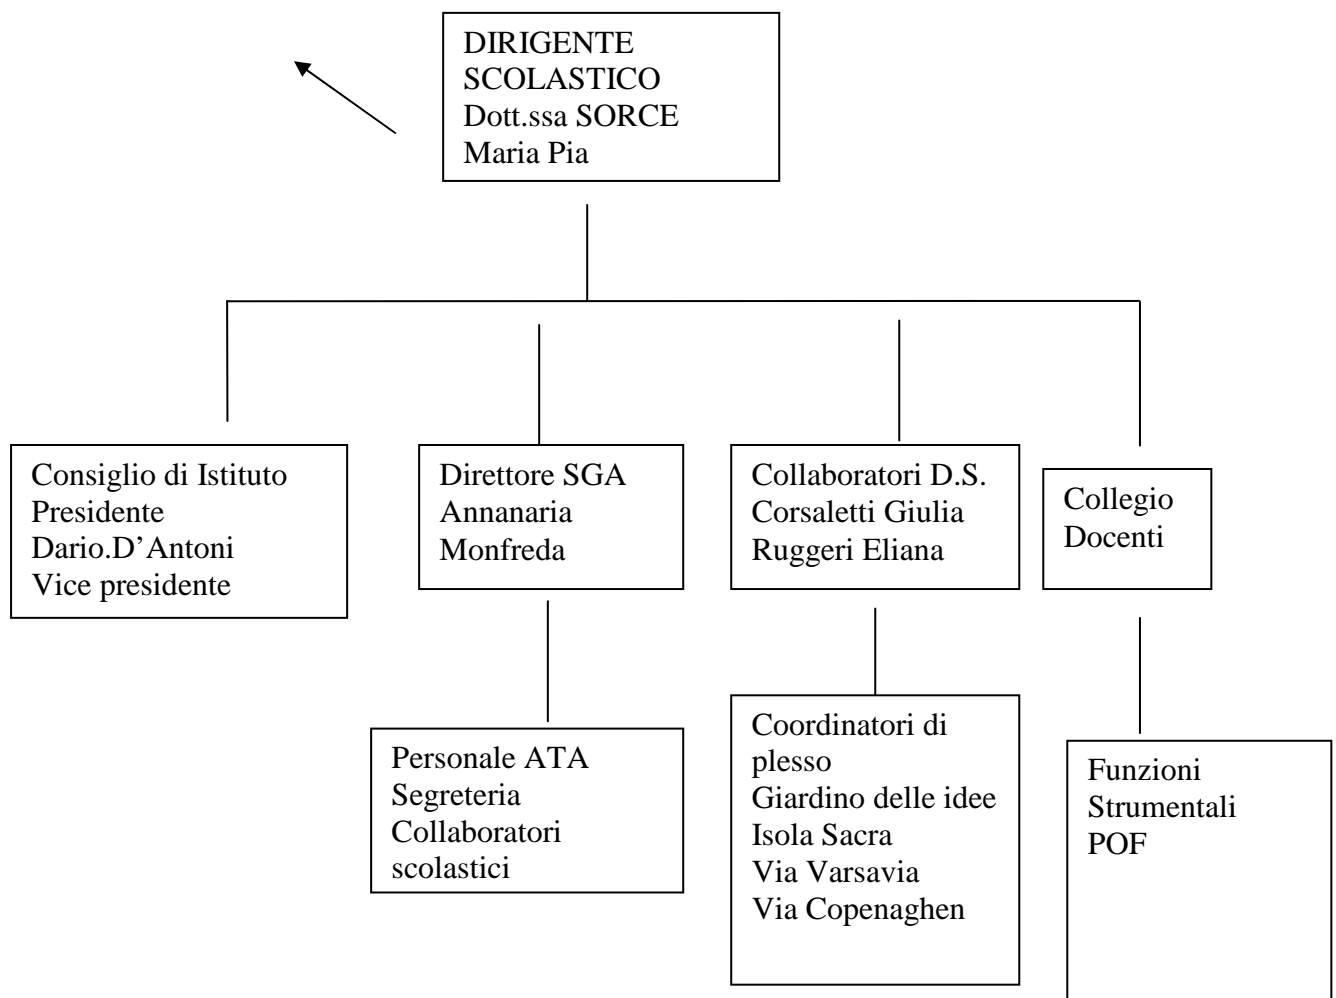 DIRIGENTE
SCOLASTICO
Dott.ssa SORCE
Maria Pia
Consiglio di Istituto
Presidente
Dario.D’Antoni
Vice presidente
Direttore SGA
Annanaria
Monfreda
Collaboratori D.S.
Corsaletti Giulia
Ruggeri Eliana
Collegio
Docenti
Personale ATA
Segreteria
Collaboratori
scolastici
Coordinatori di
plesso
Giardino delle idee
Isola Sacra
Via Varsavia
Via Copenaghen
Funzioni
Strumentali
POF